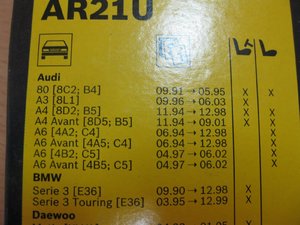 AR21U
Audi
80 [8C2; B4] 09.91 → 05.95 X X
A3 [8L1] 09.96 → 06.03 X
A4 [8D2; B5] 11.94 → 12.98 X X
A4 Avant [8D5; B5] 11.94 → 09.01 X X
A6 [4A2; C4] 06.94 → 12.98 X X
A6 Avant [4A5; C4] 06.94 → 12.98 X X
A6 [4B2; C5] 04.97 → 06.02 X
A6 Avant [4B5; C5] 04.97 → 06.02 X
BMW
Serie 3 [E36] 09.90 → 12.98 X
Serie 3 Touring [E36] 03.95 → 12.99 X
Daewoo